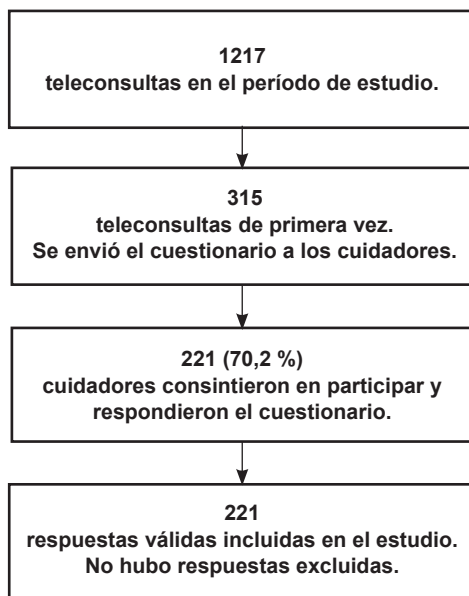 1217
teleconsultas en el período de estudio.
315
teleconsultas de primera vez.
Se envió el cuestionario a los cuidadores.
221 (70,2 %)
cuidadores consintieron en participar y
respondieron el cuestionario.
221
respuestas válidas incluidas en el estudio.
No hubo respuestas excluidas.